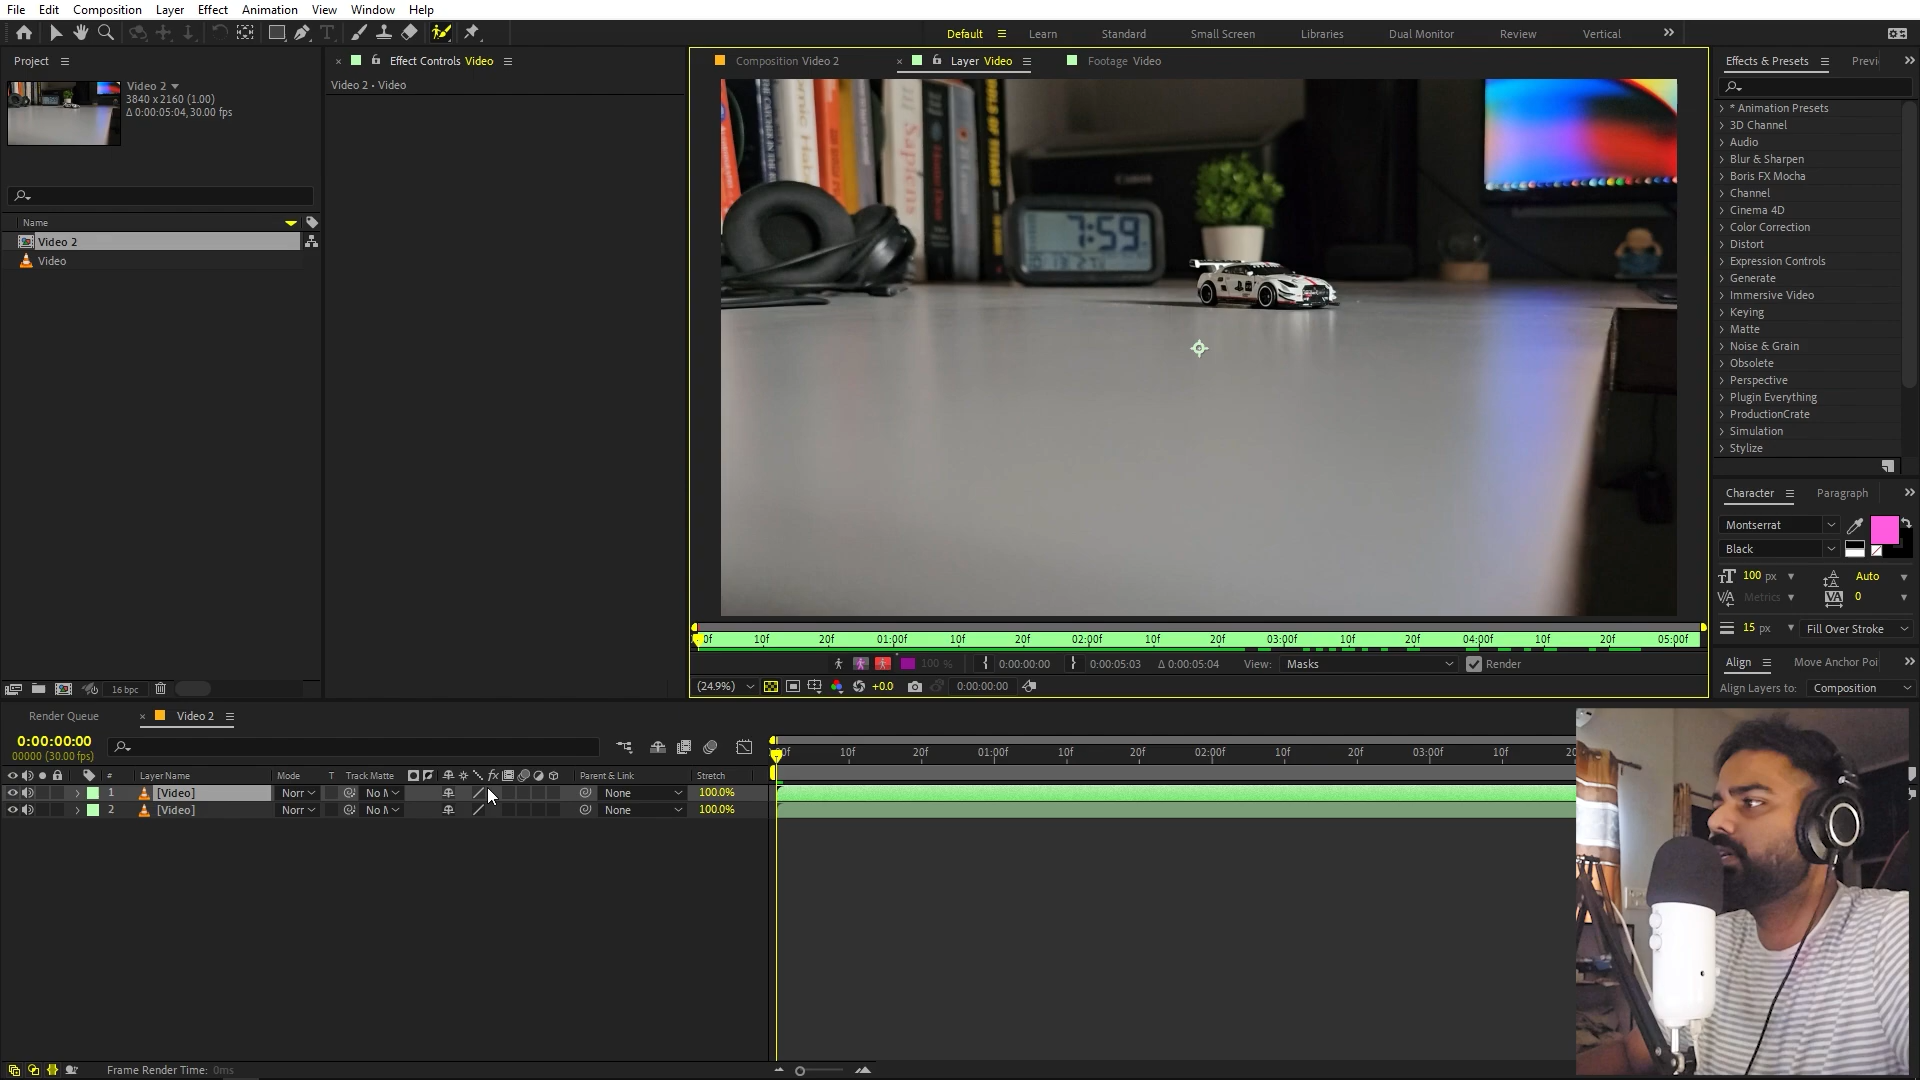 File Edit Composition Layer Effect Animation View Window Help
Default Learn Standard Small Screen Libraries Dual Monitor Review Vertical
Project
Video 2
3840 x 2160 (1.00)
Δ 0:00:05:04, 30.00 fps
Name
Video 2
Video
16 bpc
Effect Controls Video
Video 2 • Video
Composition Video 2
Layer Video
Footage Video
Sapiens
Canon
7:59
10f 20f 01:00f 10f 20f 02:00f 10f 20f 03:00f 10f 20f 04:00f 10f 20f 05:00f
100 % 0:00:00:00 0:00:05:03 Δ 0:00:05:04 View: Masks Render
(24.9%) +0.0 0:00:00:00
Effects & Presets
* Animation Presets
3D Channel
Audio
Blur & Sharpen
Boris FX Mocha
Channel
Cinema 4D
Color Correction
Distort
Expression Controls
Generate
Immersive Video
Keying
Matte
Noise & Grain
Obsolete
Perspective
Plugin Everything
ProductionCrate
Simulation
Stylize
Character Paragraph
Montserrat
Black
100 px Auto
Metrics 0
15 px Fill Over Stroke
Align Move Anchor Poi
Align Layers to: Composition
Render Queue Video 2
0:00:00:00
00000 (30.00 fps)
10f 20f 01:00f 10f 20f 02:00f 10f 20f 03:00f 10f
# Layer Name Mode T Track Matte Parent & Link Stretch
1 [Video] None 100.0%
2 [Video] None 100.0%
Frame Render Time: 0ms